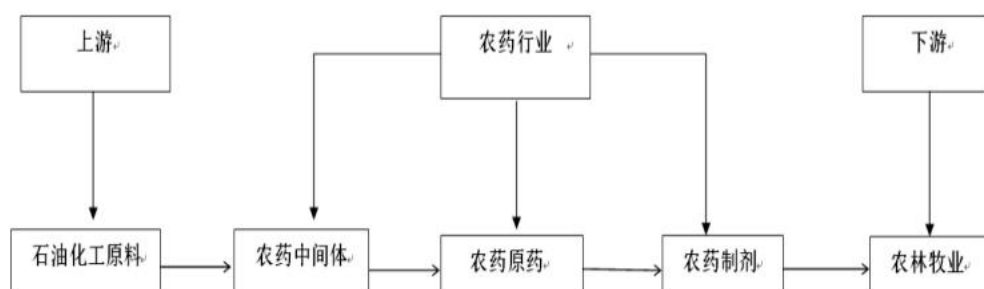 上游
农药行业
下游
石油化工原料
农药中间体
农药原药
农药制剂
农林牧业